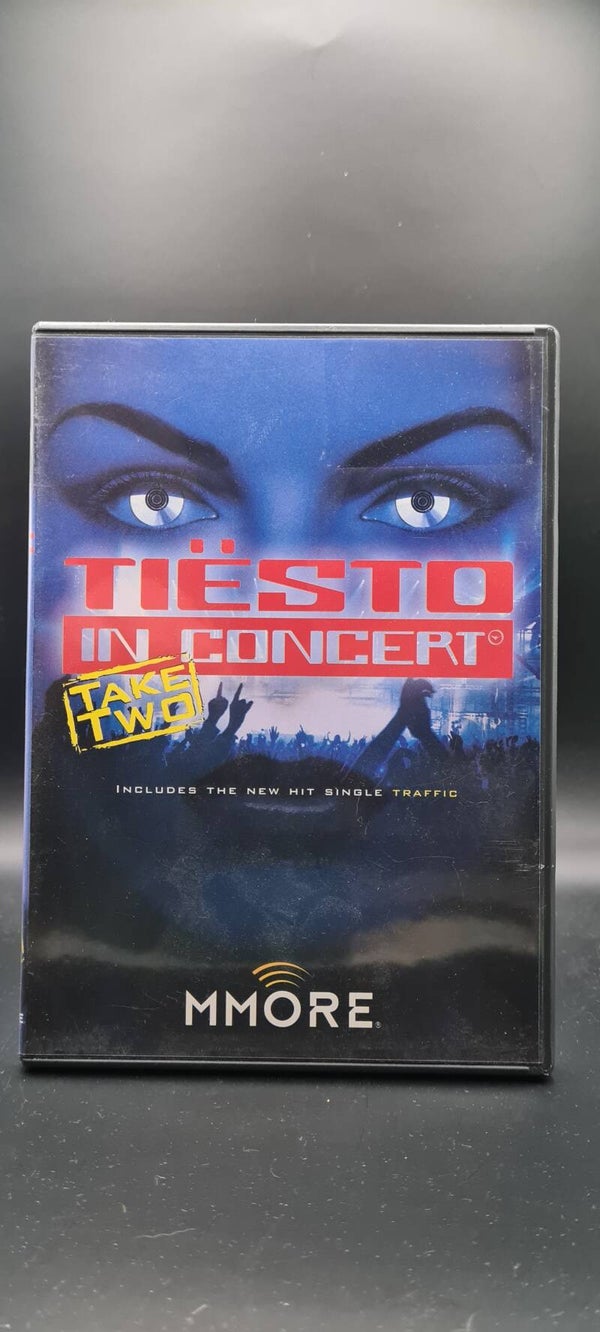 TIËSTO
IN CONCERT
TAKE
TWO
INCLUDES THE NEW HIT SINGLE TRAFFIC
MMORE